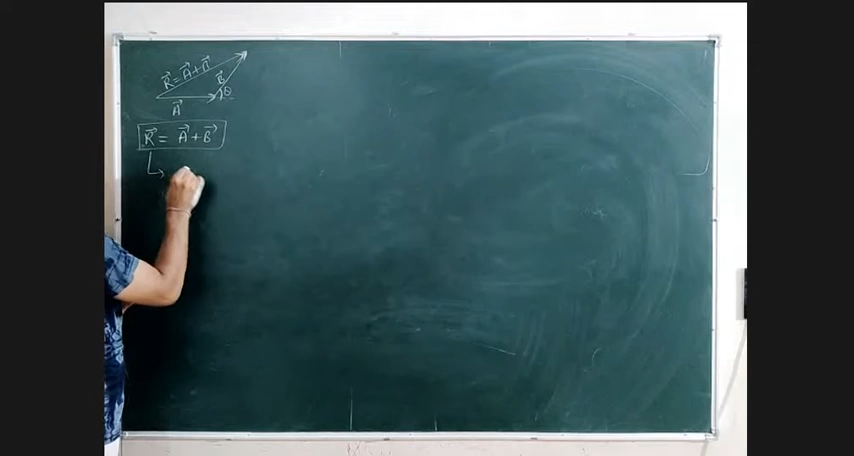 R⃗ = A⃗ + B⃗
B⃗
θ
A⃗
R⃗ = A⃗ + B⃗